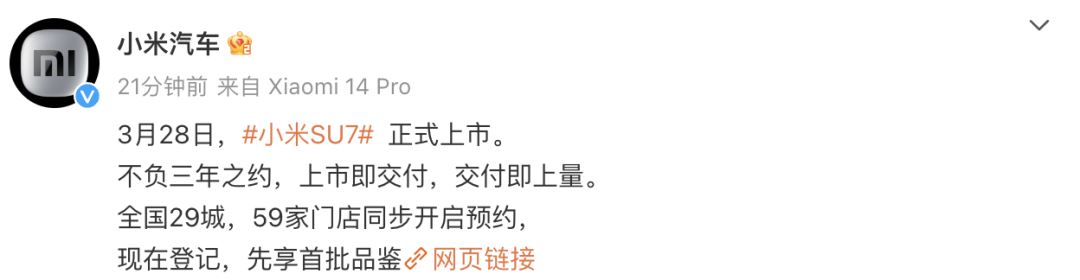 小米汽车
21分钟前 来自 Xiaomi 14 Pro
3月28日，#小米SU7# 正式上市。
不负三年之约，上市即交付，交付即上量。
全国29城，59家门店同步开启预约，
现在登记，先享首批品鉴 网页链接